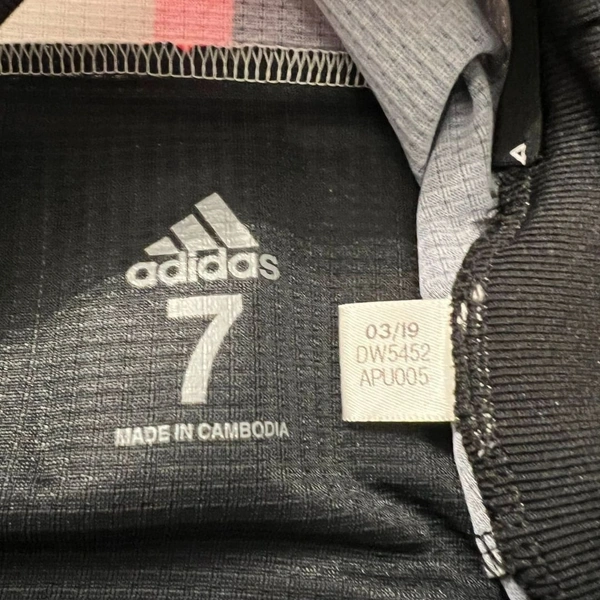 adidas
7
MADE IN CAMBODIA
03/19
DW5452
APU005